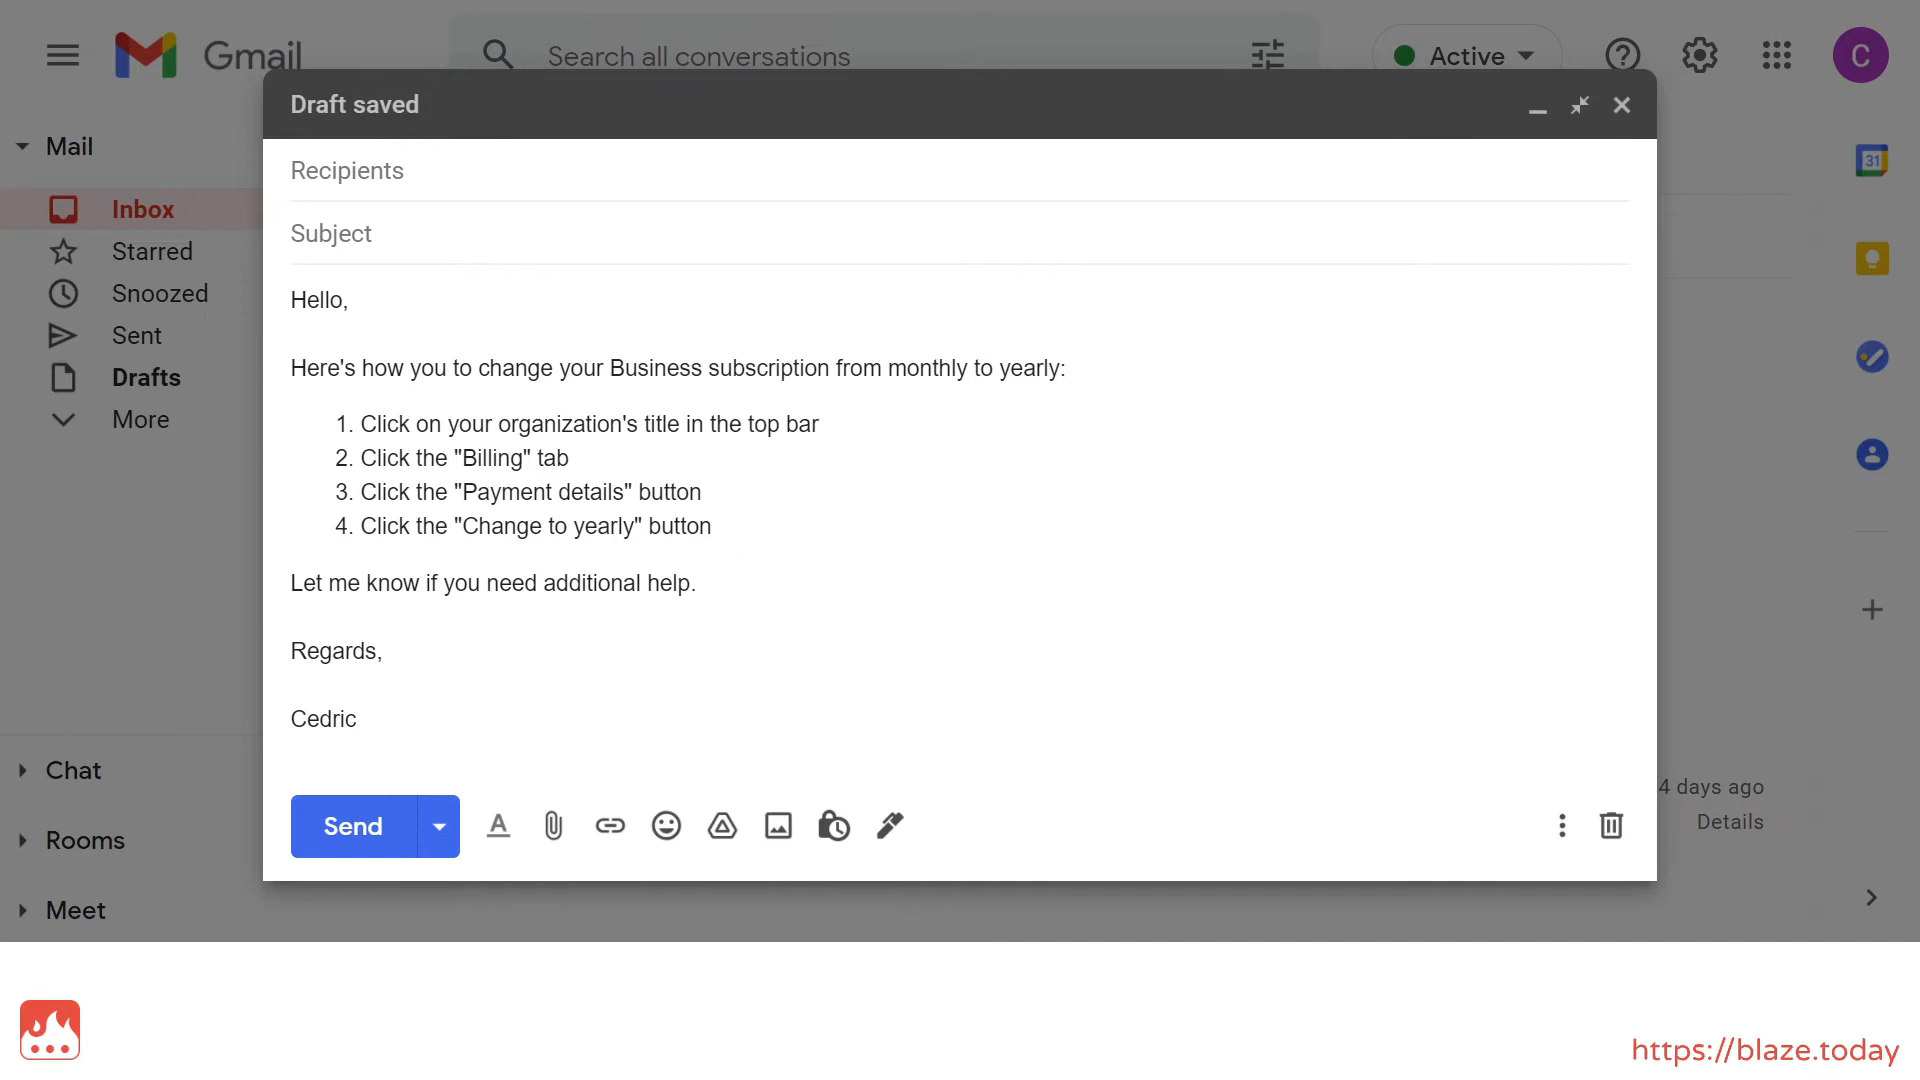 Gmail
Search all conversations
Active
C
Draft saved
Mail
31
Recipients
Inbox
Subject
Starred
Snoozed
Hello,
Sent
Here's how you to change your Business subscription from monthly to yearly:
Drafts
More
1. Click on your organization's title in the top bar
2. Click the "Billing" tab
3. Click the "Payment details" button
4. Click the "Change to yearly" button
Let me know if you need additional help.
Regards,
Cedric
Chat
4 days ago
Send
Details
Rooms
Meet
https://blaze.today